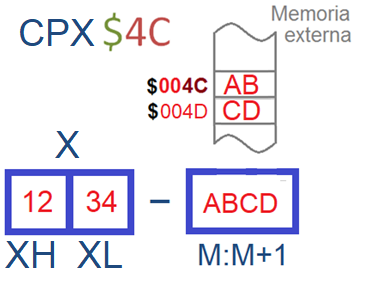 CPX $4C
Memoria
externa
$004C AB
$004D CD
X
12 34 − ABCD
XH XL M:M+1